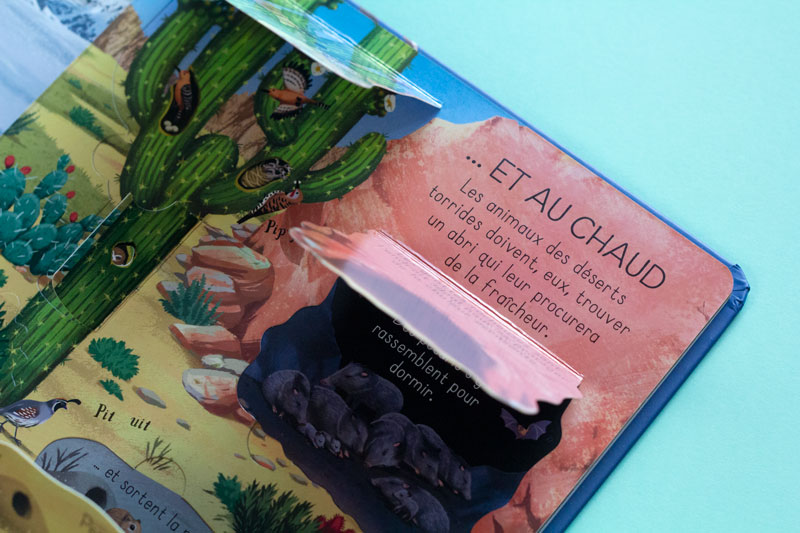 ... ET AU CHAUD
Les animaux des déserts
torrides doivent, eux, trouver
un abri qui leur procurera
de la fraîcheur.
rassemblent pour
dormir.
Pip
Pit uit
– et sortent la